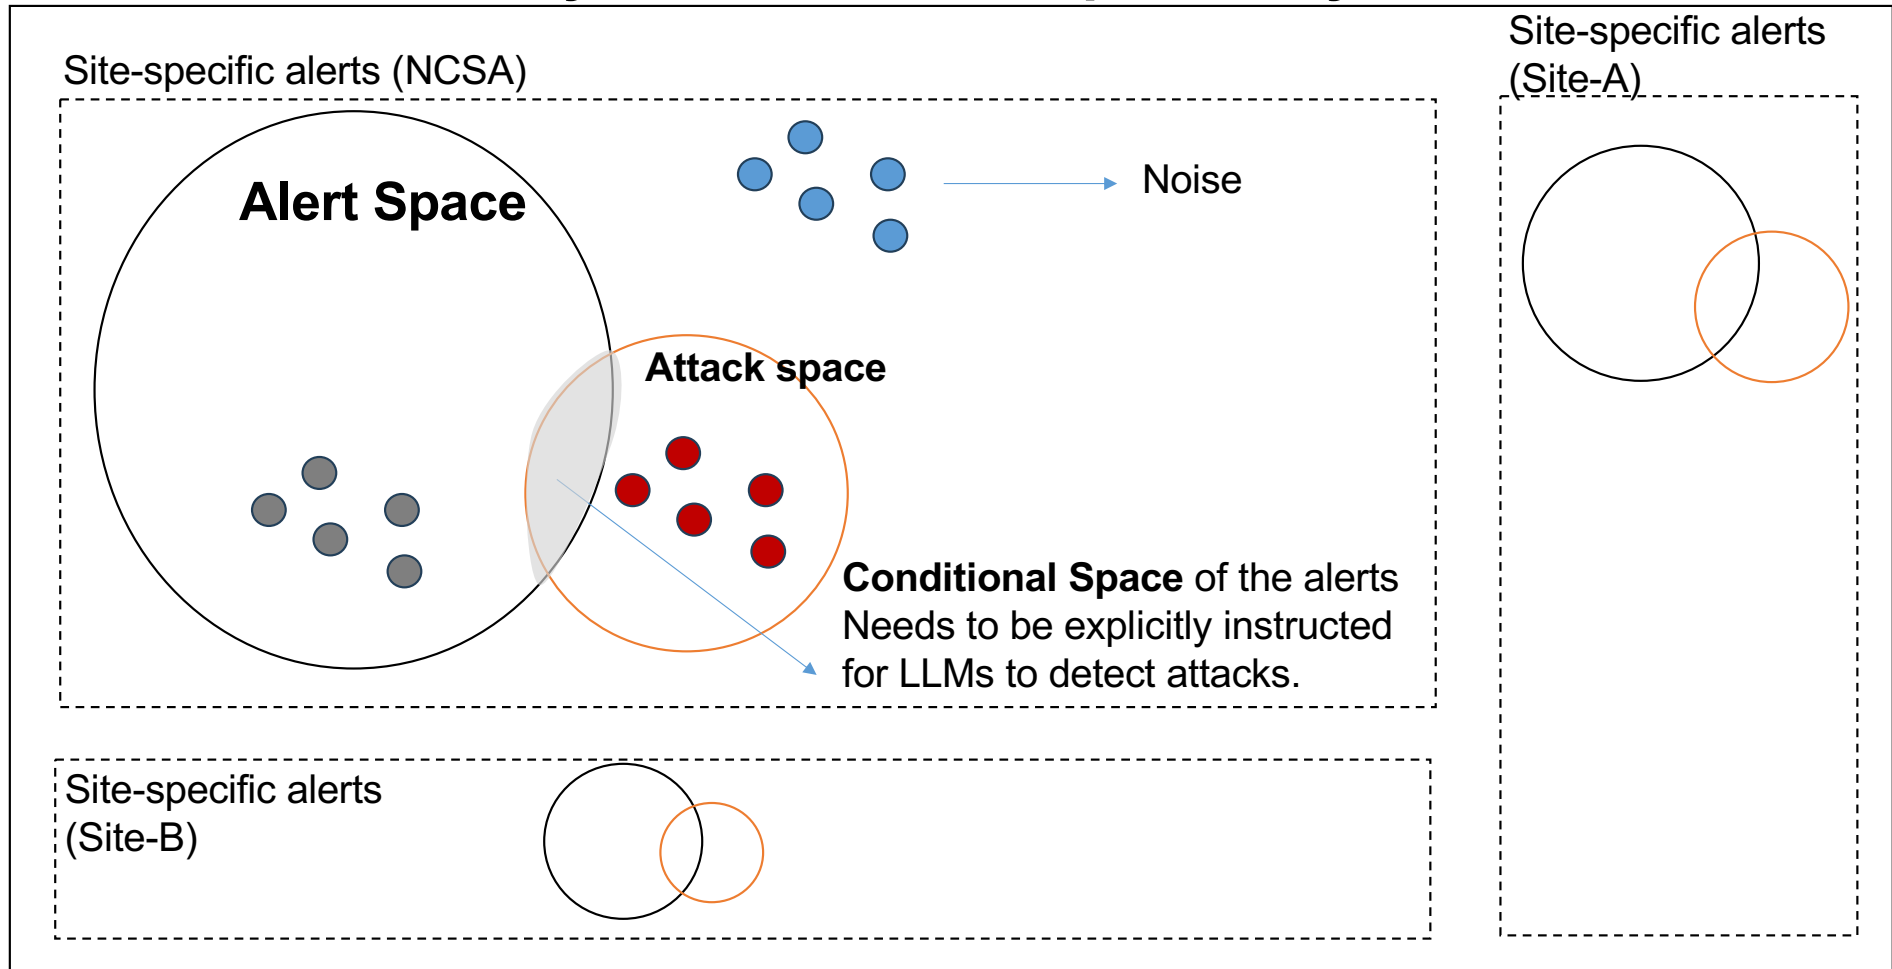 Site-specific alerts (NCSA)
Alert Space
Noise
Attack space
Conditional Space of the alerts
Needs to be explicitly instructed
for LLMs to detect attacks.
Site-specific alerts
(Site-A)
Site-specific alerts
(Site-B)